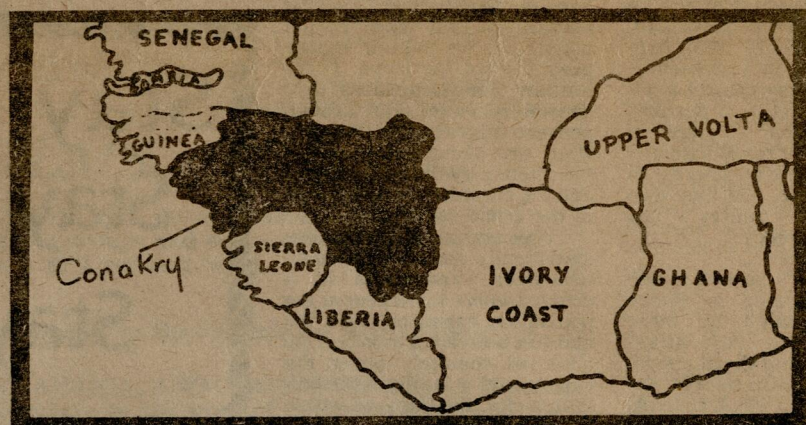 SENEGAL
GUINEA
UPPER VOLTA
Conakry
SIERRA
LEONE
LIBERIA
IVORY
COAST
GHANA